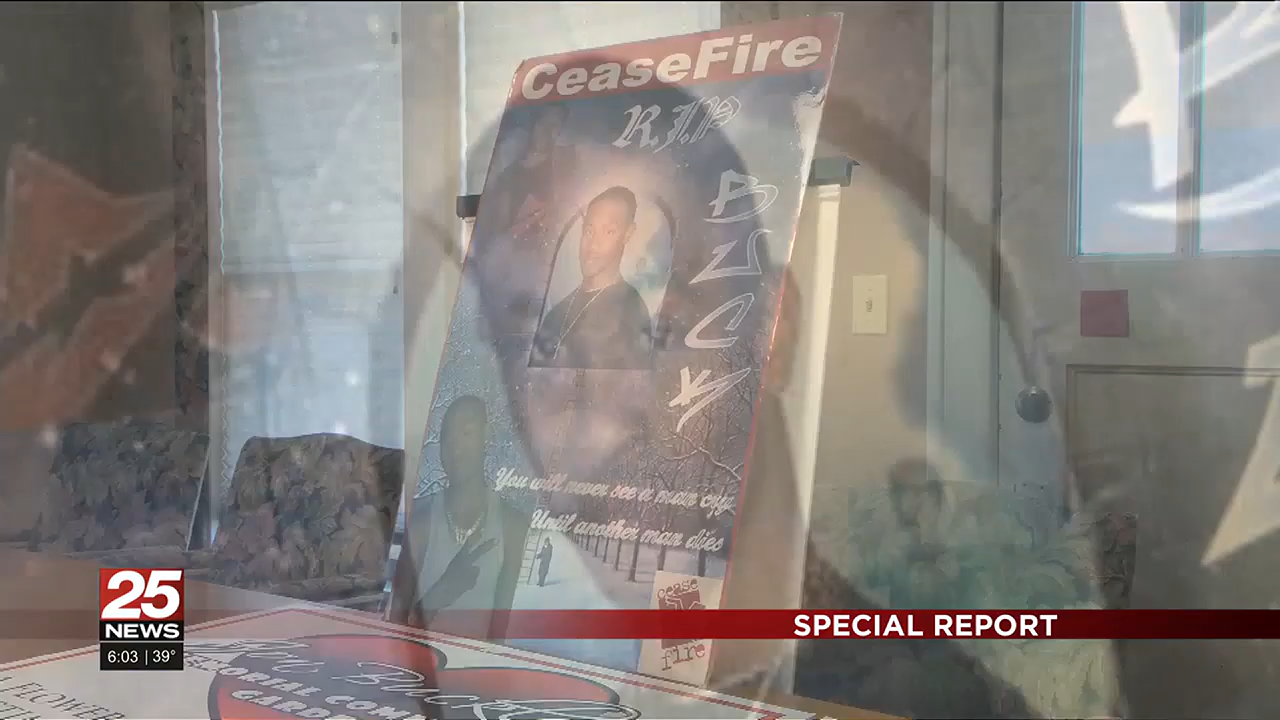 CeaseFire
R.I.P
BUCK
You will never see a man cry
Until another man dies
cease
fire
25
NEWS
6:03 | 39°
SPECIAL REPORT
FLOWER